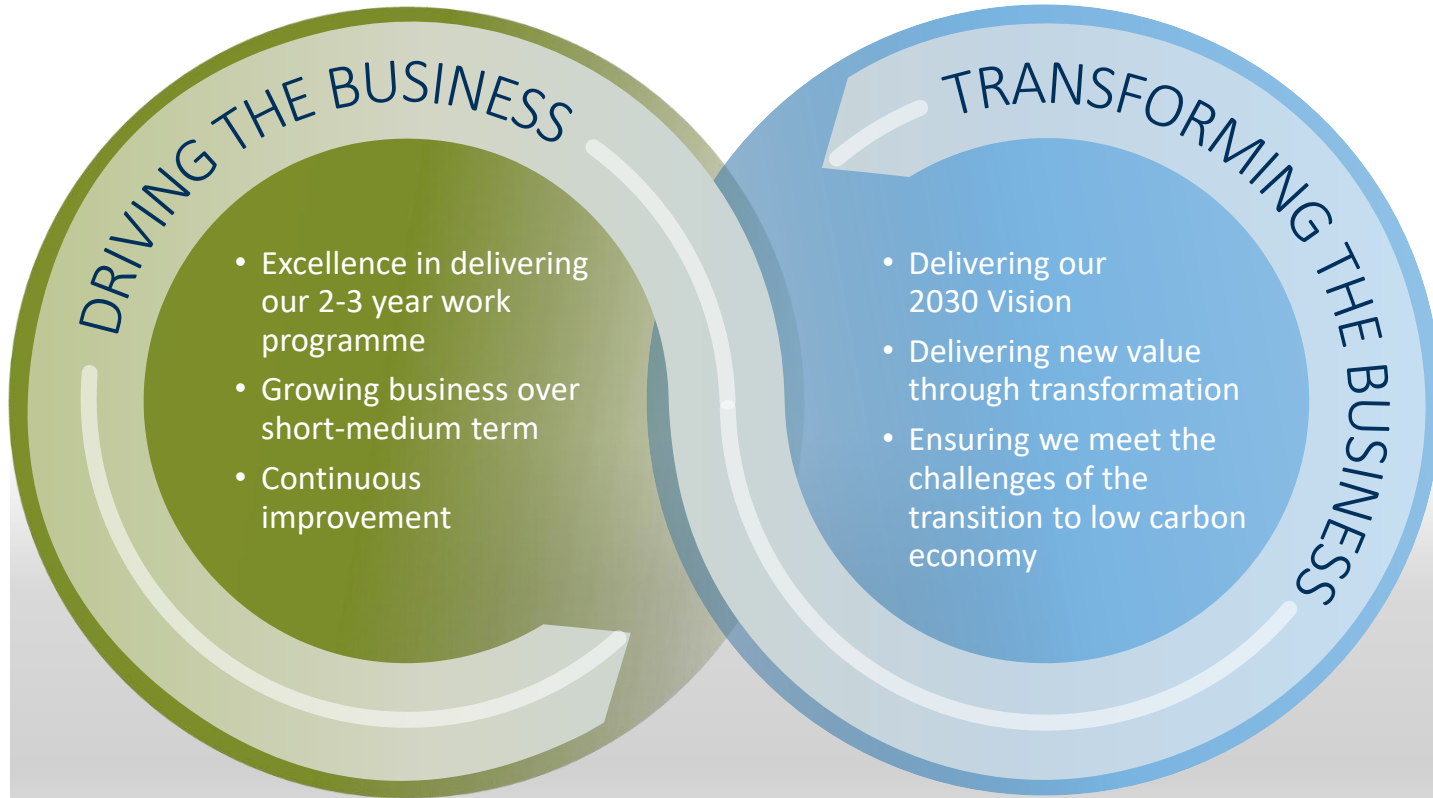 DRIVING THE BUSINESS
• Excellence in delivering
our 2-3 year work
programme
• Growing business over
short-medium term
• Continuous
improvement
TRANSFORMING THE BUSINESS
• Delivering our
2030 Vision
• Delivering new value
through transformation
• Ensuring we meet the
challenges of the
transition to low carbon
economy